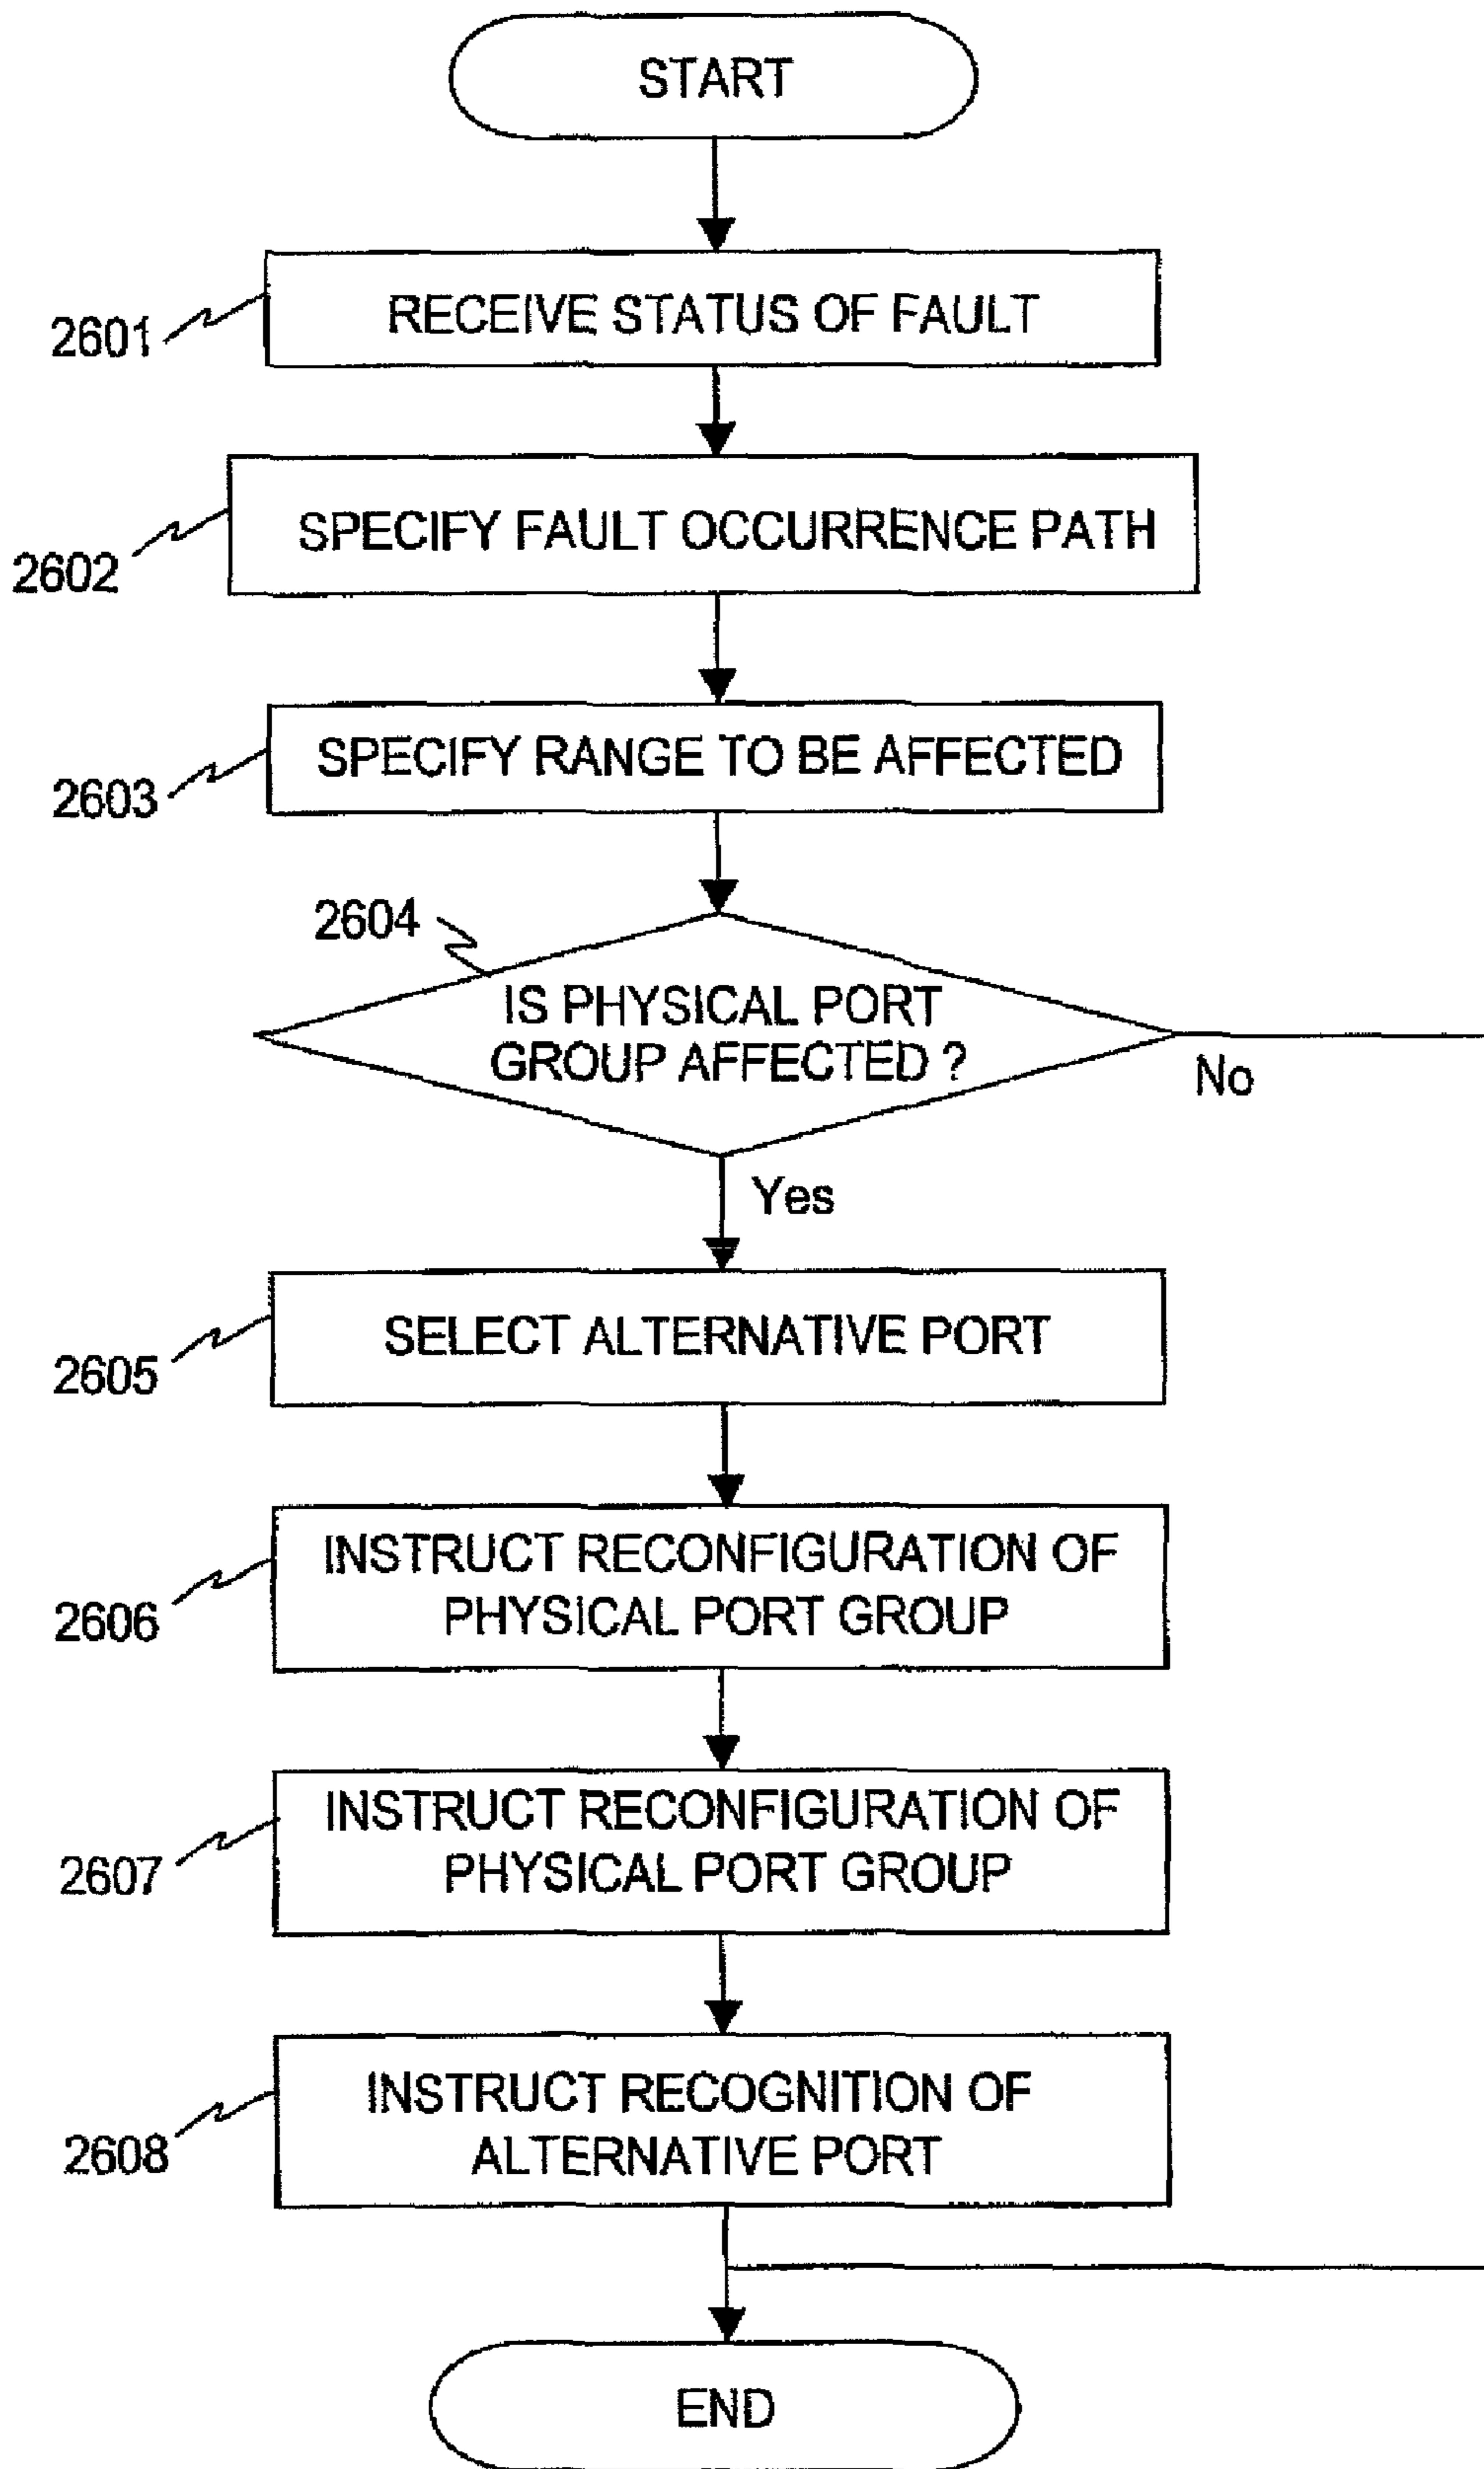 START
2601
RECEIVE STATUS OF FAULT
2602
SPECIFY FAULT OCCURRENCE PATH
2603
SPECIFY RANGE TO BE AFFECTED
2604
IS PHYSICAL PORT
GROUP AFFECTED ?
No
Yes
2605
SELECT ALTERNATIVE PORT
2606
INSTRUCT RECONFIGURATION OF
PHYSICAL PORT GROUP
2607
INSTRUCT RECONFIGURATION OF
PHYSICAL PORT GROUP
2608
INSTRUCT RECOGNITION OF
ALTERNATIVE PORT
END